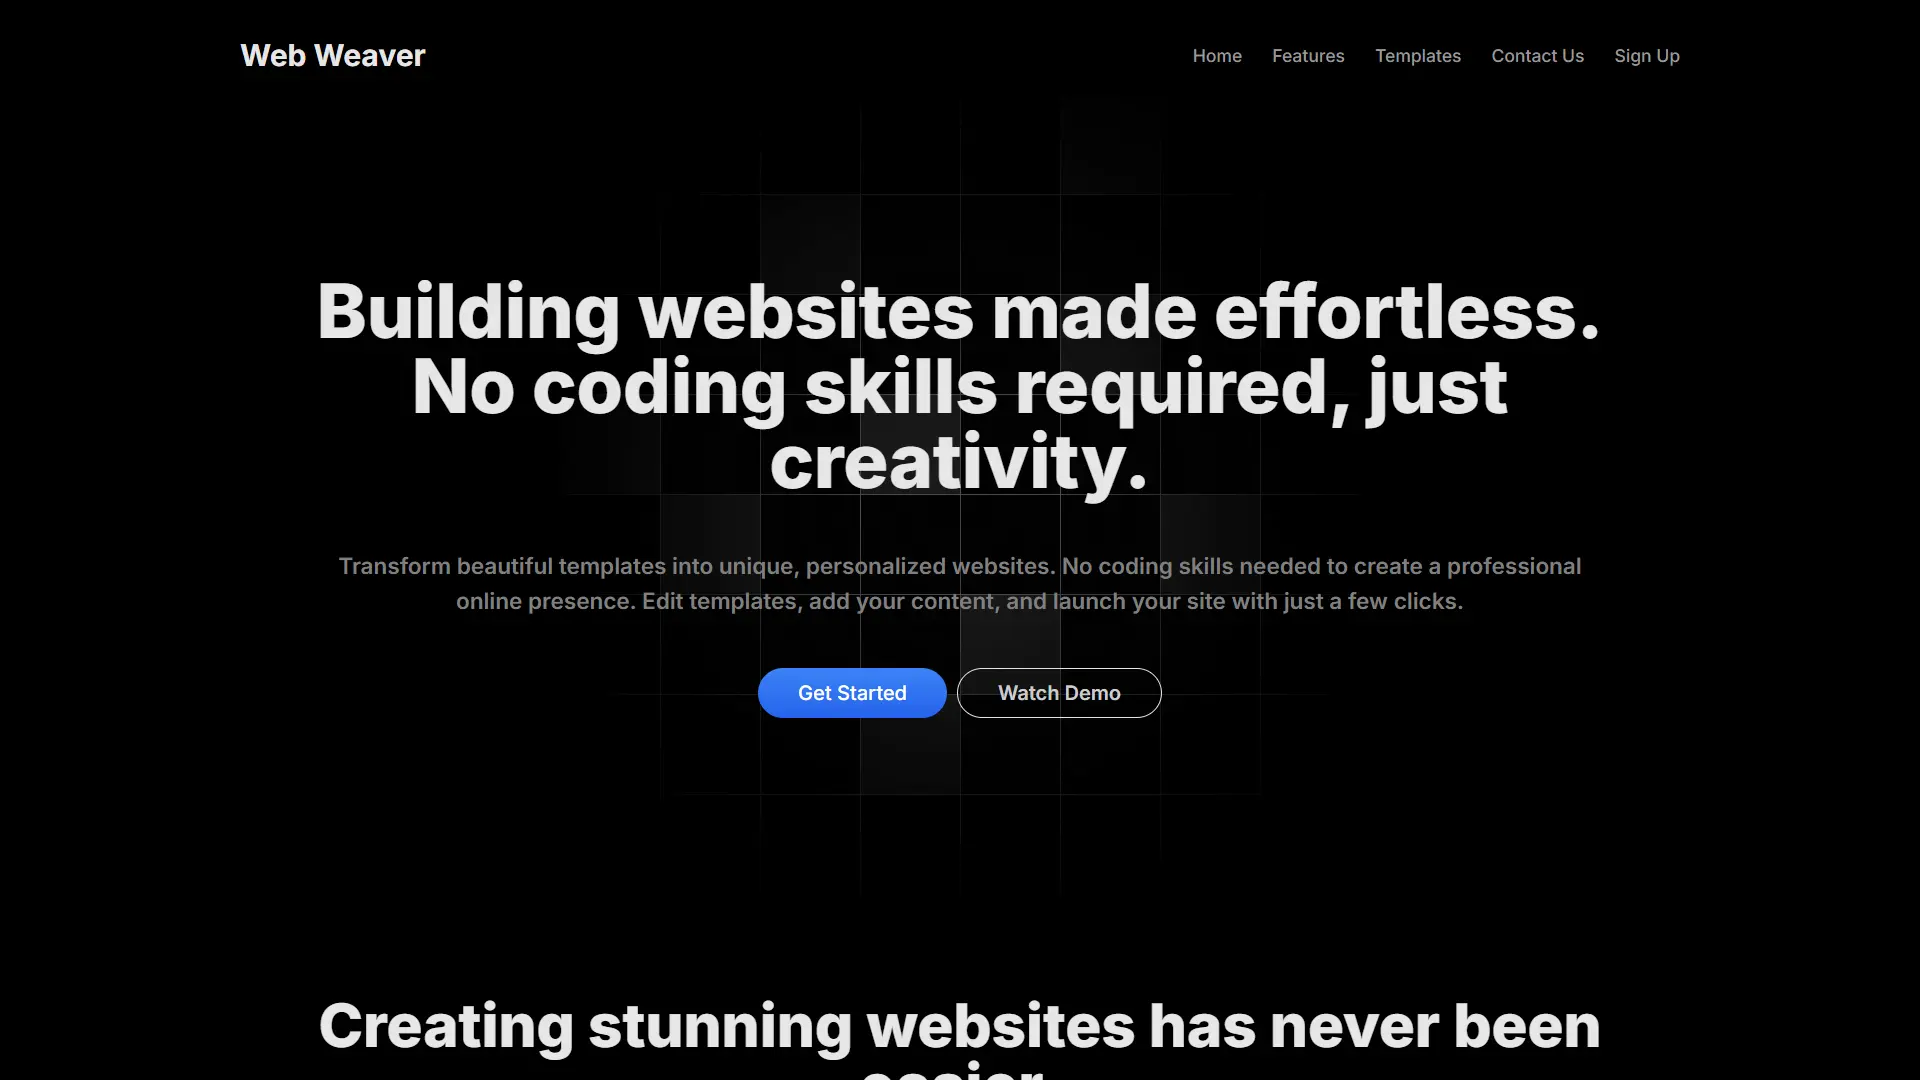 Web Weaver
Home
Features
Templates
Contact Us
Sign Up
Building websites made effortless.
No coding skills required, just
creativity.
Transform beautiful templates into unique, personalized websites. No coding skills needed to create a professional
online presence. Edit templates, add your content, and launch your site with just a few clicks.
Get Started
Watch Demo
Creating stunning websites has never been
easier